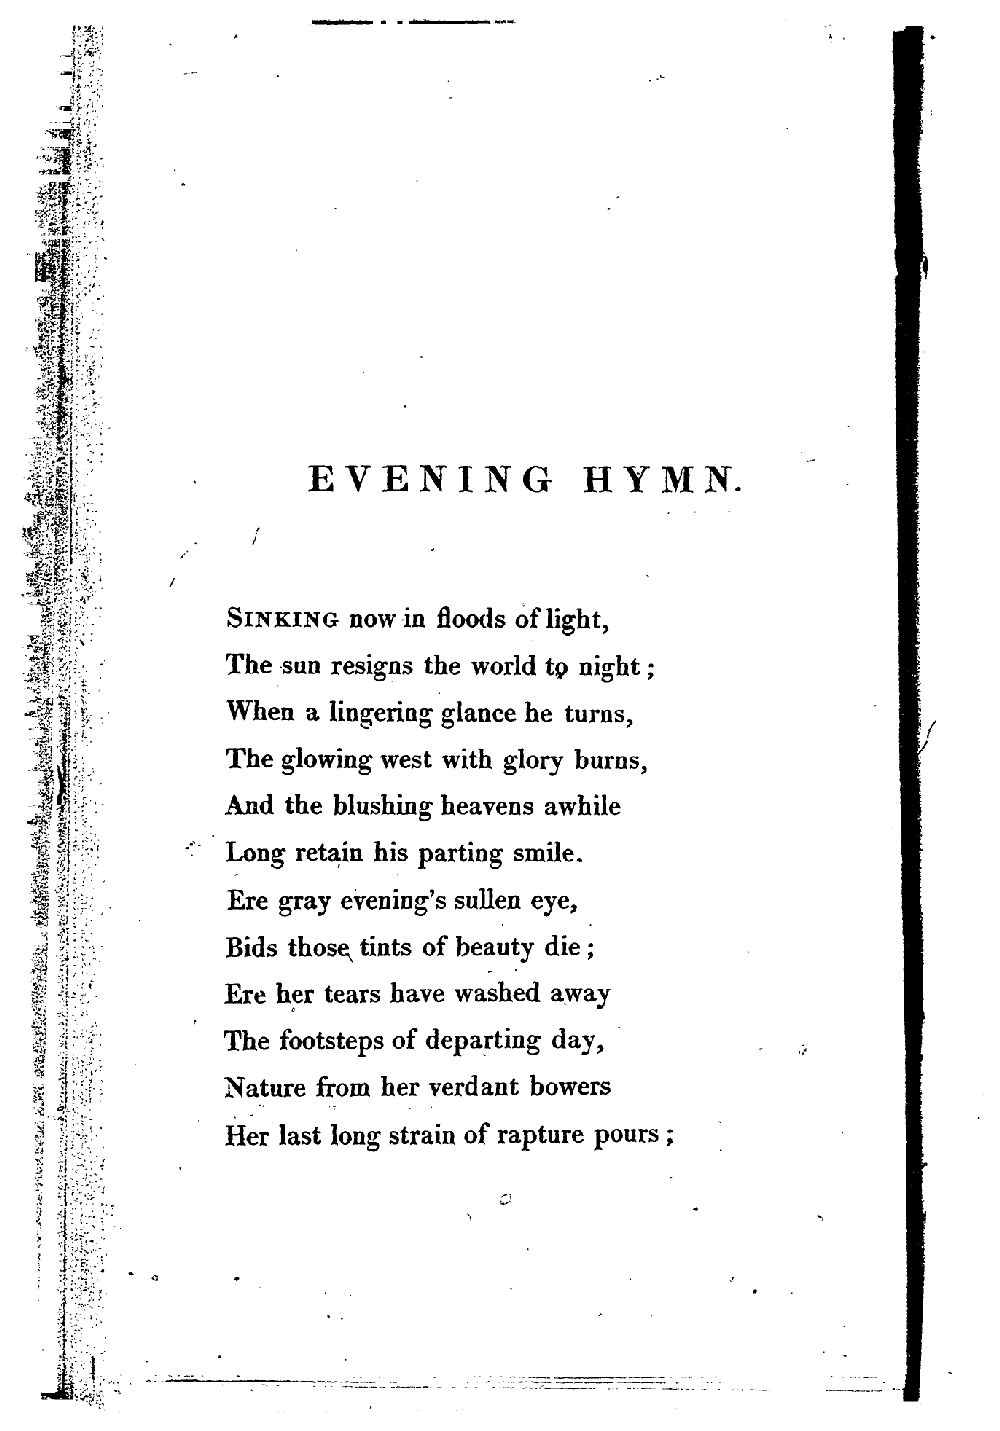 EVENING HYMN.
SINKING now in floods of light,
The sun resigns the world to night;
When a lingering glance he turns,
The glowing west with glory burns,
And the blushing heavens awhile
Long retain his parting smile.
Ere gray evening's sullen eye,
Bids those tints of beauty die;
Ere her tears have washed away
The footsteps of departing day,
Nature from her verdant bowers
Her last long strain of rapture pours;